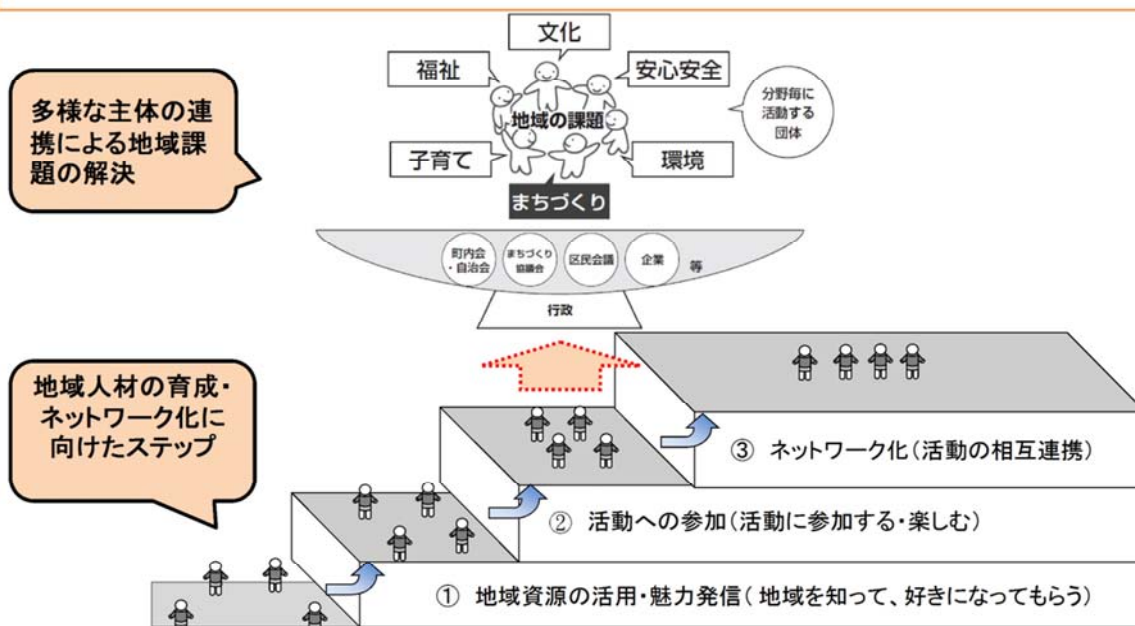 多様な主体の連
携による地域課
題の解決
文化
福祉
安心安全
地域の課題
子育て
環境
まちづくり
分野毎に
活動する
団体
町内会
・自治会
まちづくり
協議会
区民会議
企業
等
行政
地域人材の育成・
ネットワーク化に
向けたステップ
③ ネットワーク化(活動の相互連携)
② 活動への参加(活動に参加する・楽しむ)
① 地域資源の活用・魅力発信( 地域を知って、好きになってもらう)